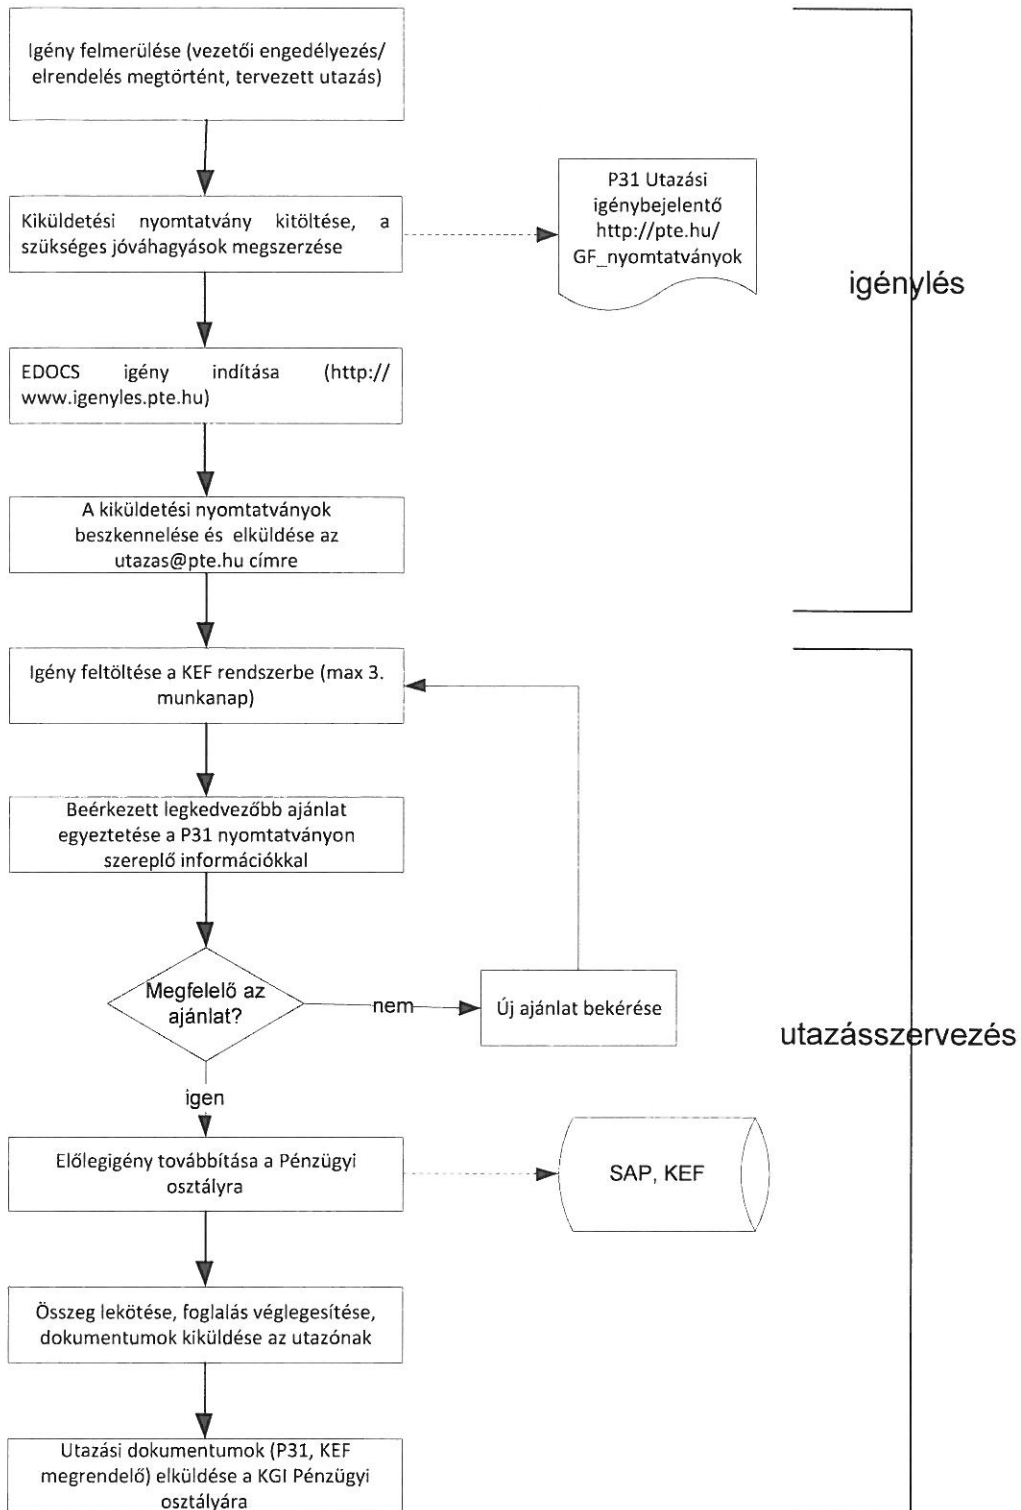 Igény felmerülése (vezetői engedélyezés/
elrendelés megtörtént, tervezett utazás)
Kiküldetési nyomtatvány kitöltése, a
szükséges jóváhagyások megszerzése
P31 Utazási
igénybejelentő
http://pte.hu/
GF_nyomtatványok
igénylés
EDOCS igény indítása (http://
www.igenyles.pte.hu)
A kiküldetési nyomtatványok
beszkennelése és elküldése az
utazas@pte.hu címre
Igény feltöltése a KEF rendszerbe (max 3.
munkanap)
Beérkezett legkedvezőbb ajánlat
egyeztetése a P31 nyomtatványon
szereplő információkkal
Megfelelő az
ajánlat?
nem
Új ajánlat bekérése
utazásszervezés
igen
Előlegigény továbbítása a Pénzügyi
osztályra
SAP, KEF
Összeg lekötése, foglalás véglegesítése,
dokumentumok kiküldése az utazónak
Utazási dokumentumok (P31, KEF
megrendelő) elküldése a KGI Pénzügyi
osztályára